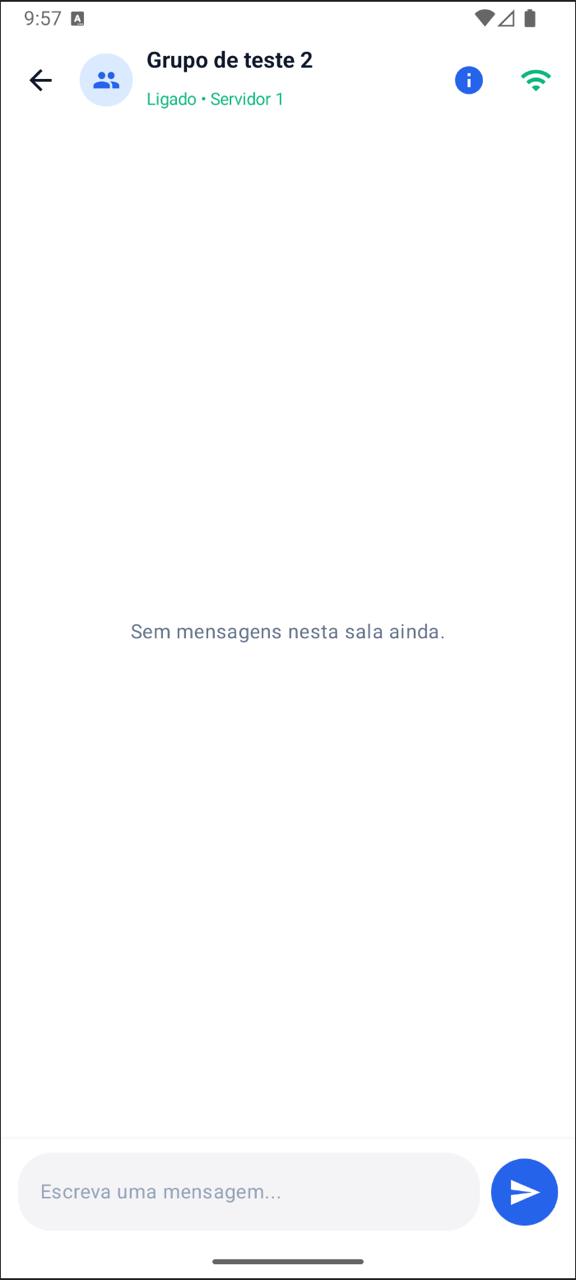 9:57
Grupo de teste 2
Ligado • Servidor 1
Sem mensagens nesta sala ainda.
Escreva uma mensagem...